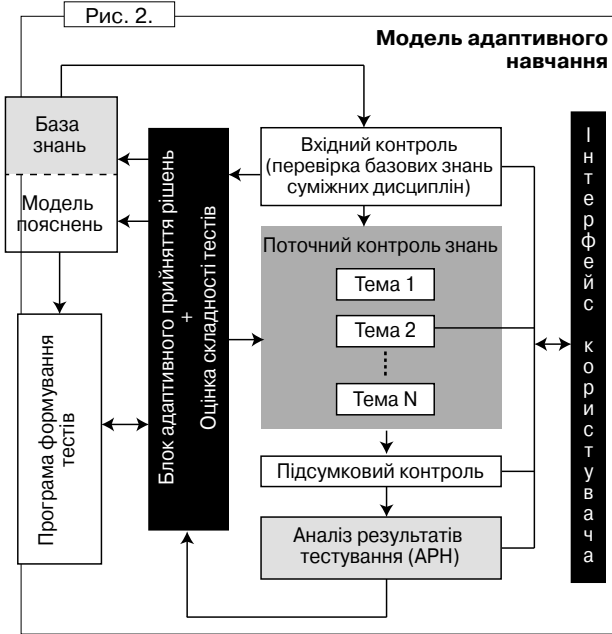 Рис. 2.
Модель адаптивного
навчання
База
знань
Модель
пояснень
Програма формування
тестів
Блок адаптивного прийняття рішень
+
Оцінка складності тестів
Вхідний контроль
(перевірка базових знань
суміжних дисциплін)
Поточний контроль знань
Тема 1
Тема 2
Тема N
Підсумковий контроль
Аналіз результатів
тестування (АРН)
Інтерфейс користувача